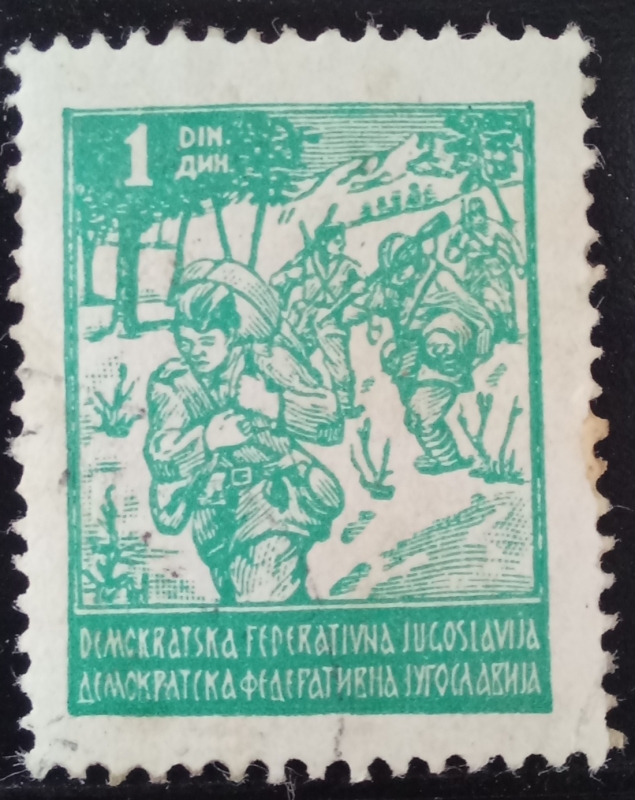 1 DIN.
ДИН.
DEMOKRATSKA FEDERATIVNA JUGOSLAVIJA
ДЕМОКРАТСКА ФЕДЕРАТИВНА ЈУГОСЛАВИЈА